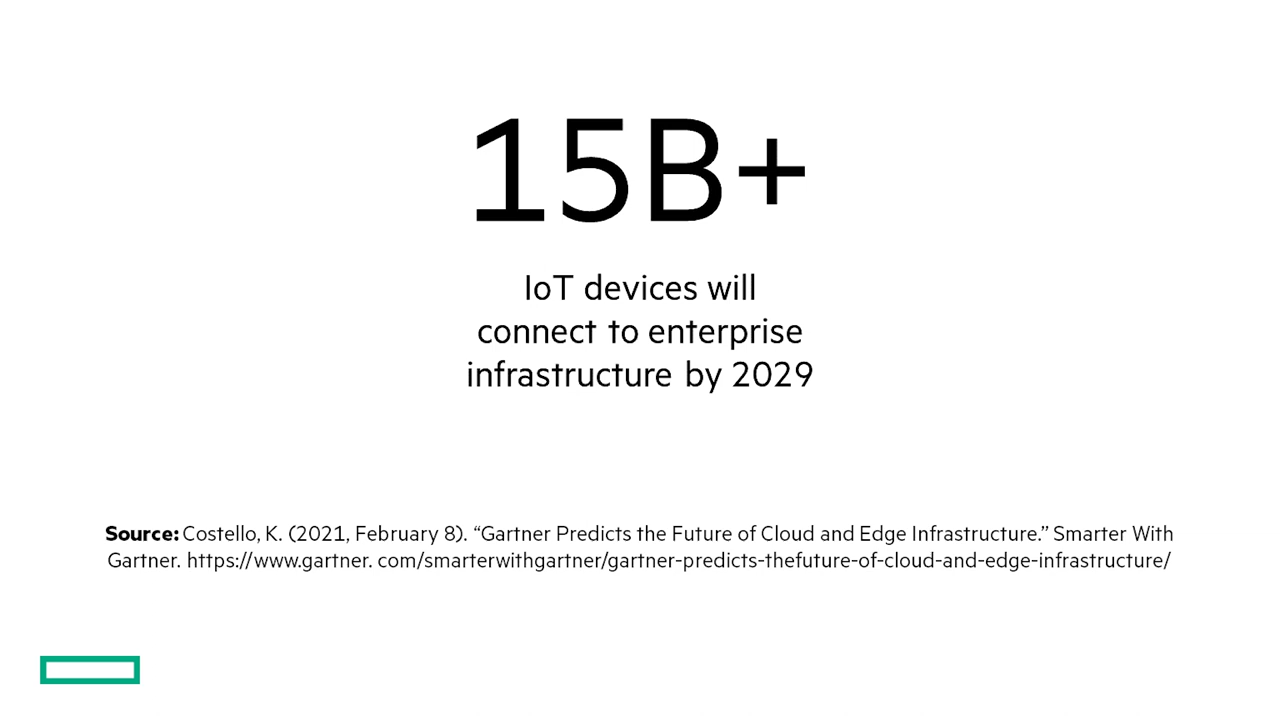 15B+
IoT devices will
connect to enterprise
infrastructure by 2029
Source: Costello, K. (2021, February 8). “Gartner Predicts the Future of Cloud and Edge Infrastructure.” Smarter With
Gartner. https://www.gartner. com/smarterwithgartner/gartner-predicts-thefuture-of-cloud-and-edge-infrastructure/